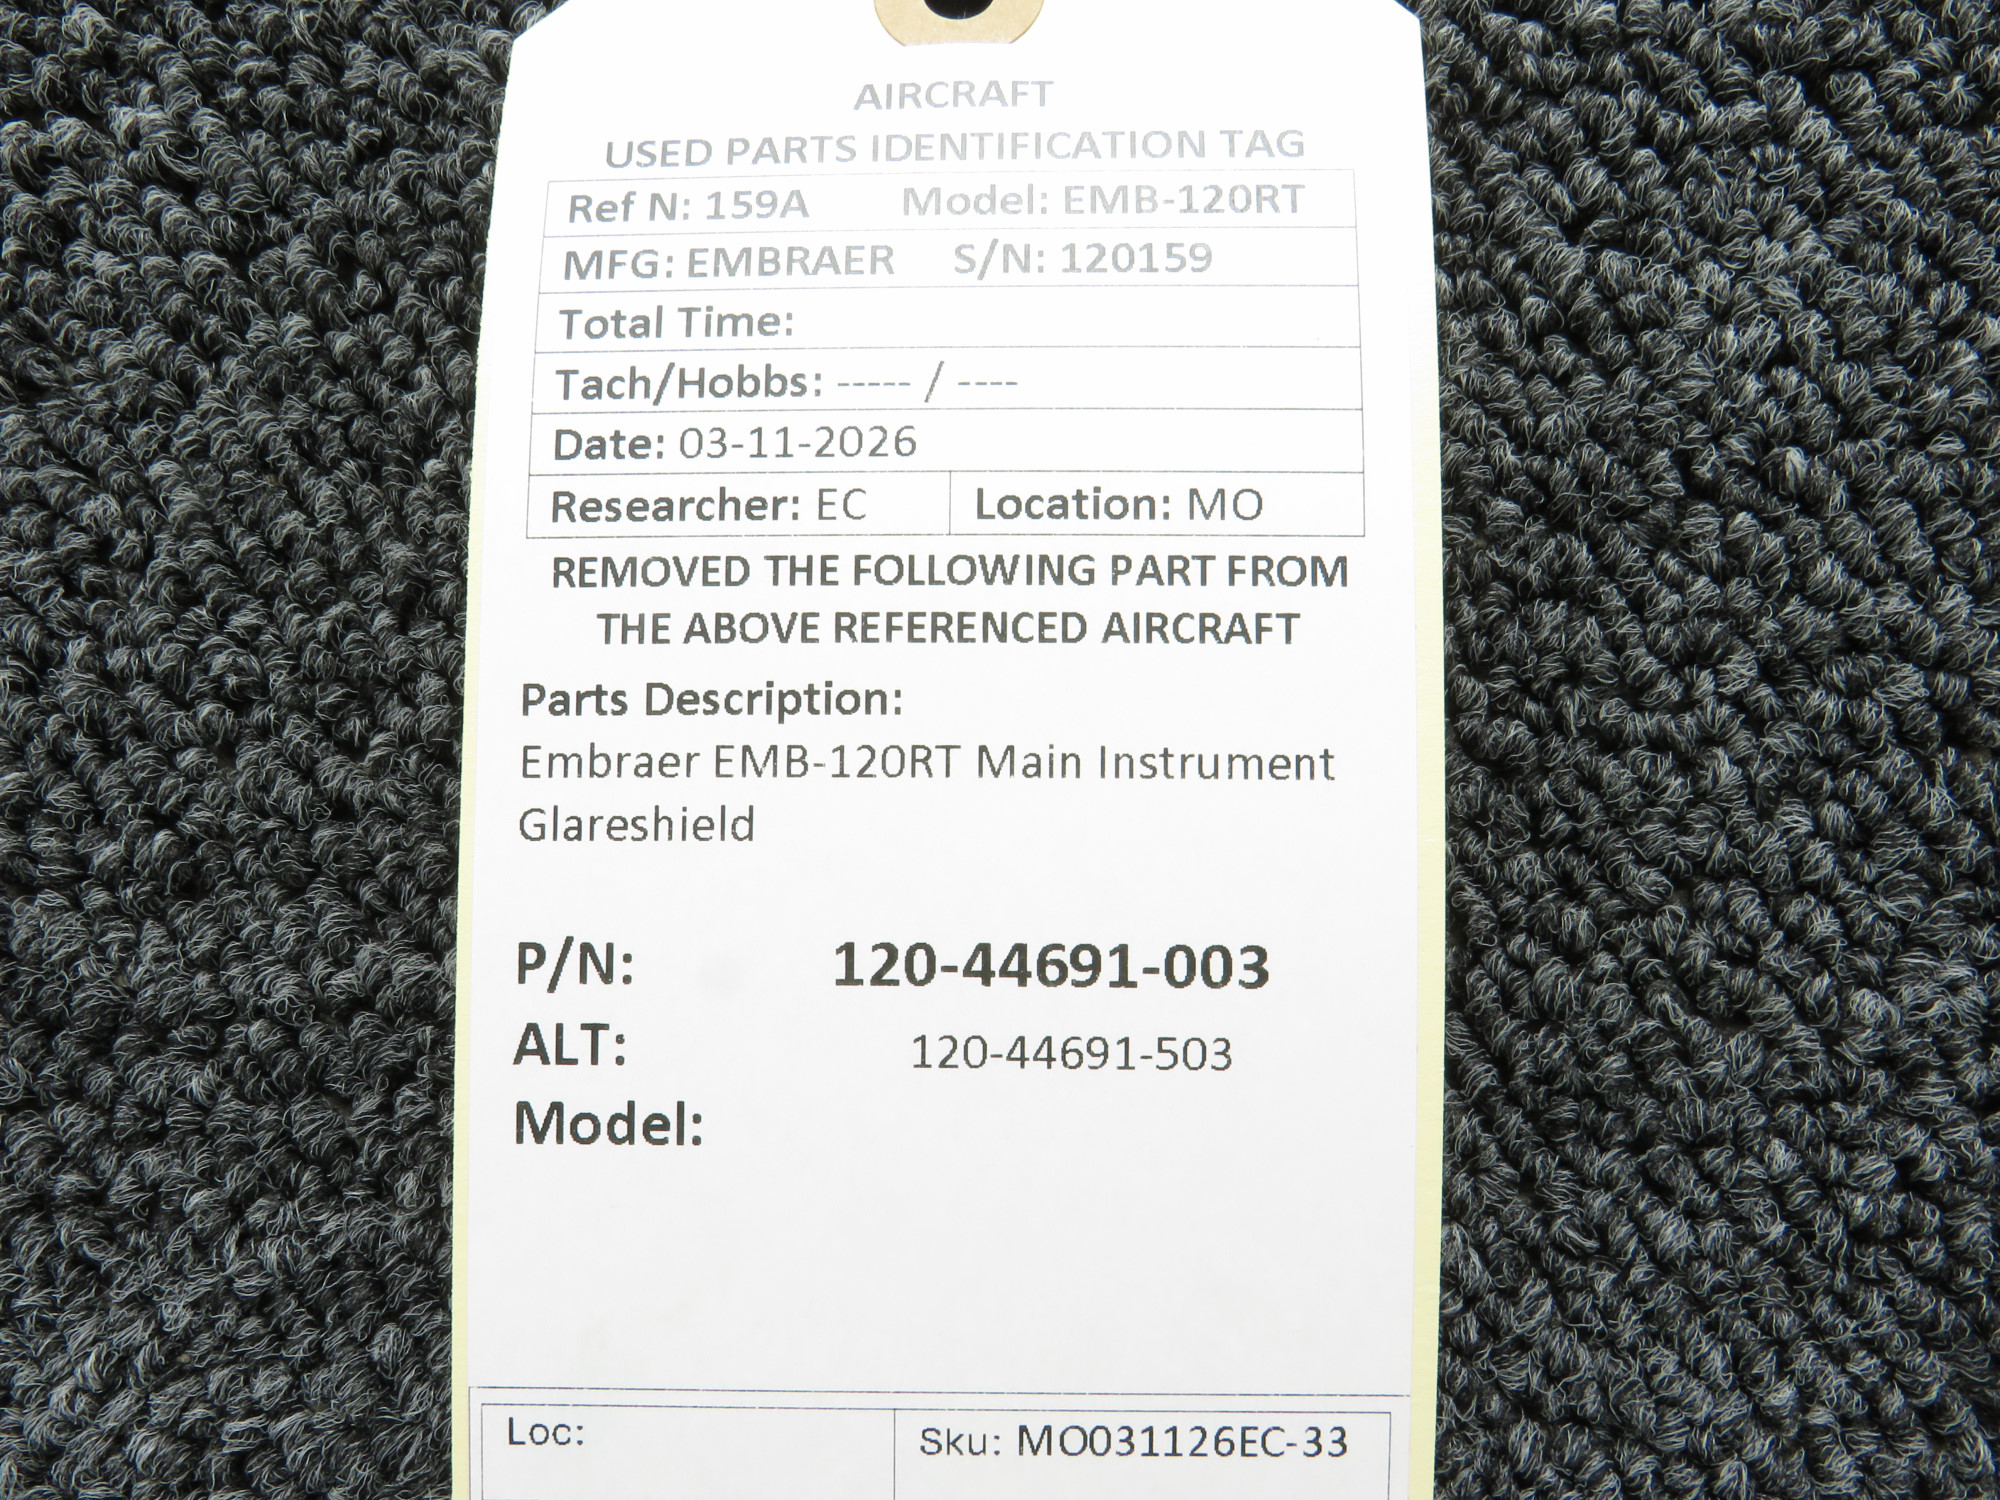 AIRCRAFT
USED PARTS IDENTIFICATION TAG
Ref N: 159A Model: EMB-120RT
MFG: EMBRAER S/N: 120159
Total Time:
Tach/Hobbs: ----- / ----
Date: 03-11-2026
Researcher: EC Location: MO
REMOVED THE FOLLOWING PART FROM
THE ABOVE REFERENCED AIRCRAFT
Parts Description:
Embraer EMB-120RT Main Instrument
Glareshield
P/N: 120-44691-003
ALT: 120-44691-503
Model:
Loc: Sku: MO031126EC-33